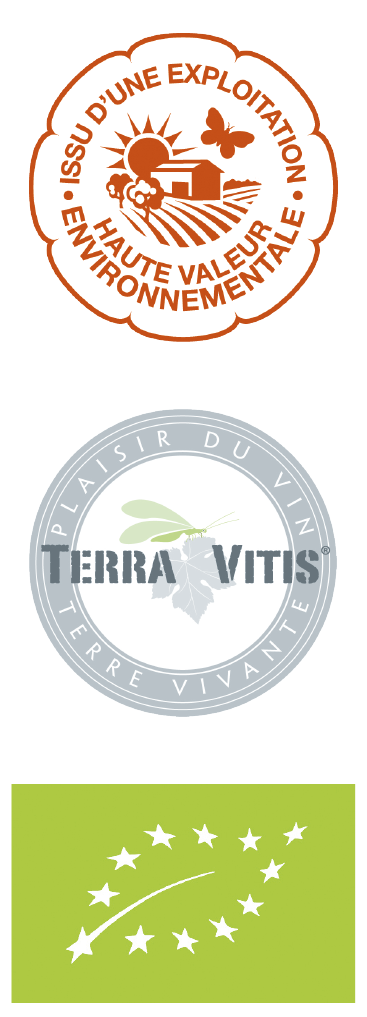 • ISSU D'UNE EXPLOITATION •
HAUTE VALEUR
ENVIRONNEMENTALE
PLAISIR DU VIN
TERRA VITIS®
TERRE VIVANTE